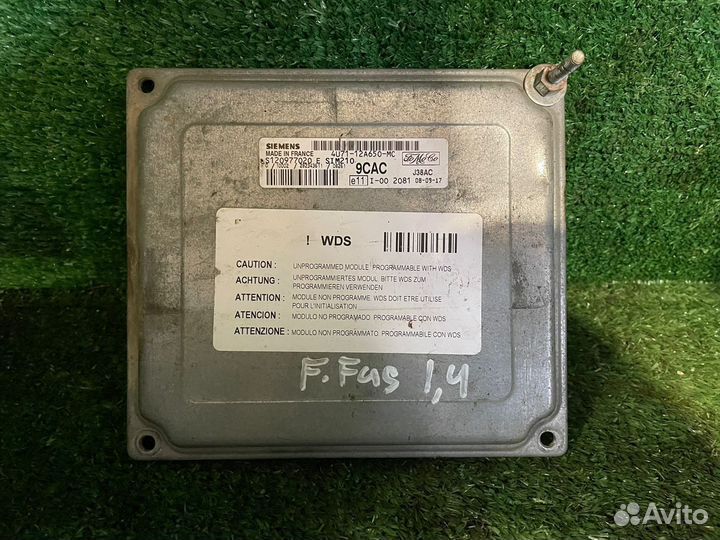 SIEMENS
MADE IN FRANCE 4U71-12A650-MC
S120977020 E SIM210
9CAC J38AC
e11 I-00 2081 08-09-17
! WDS
CAUTION : UNPROGRAMMED MODULE. PROGRAMMABLE WITH WDS
ACHTUNG : UNPROGRAMMIERTES MODUL. BITTE WDS ZUM
PROGRAMMIEREN VERWENDEN
ATTENTION : MODULE NON PROGRAMME. WDS DOIT ETRE UTILISE
POUR L'INITIALISATION
ATENCION : MODULO NO PROGRAMADO. PROGRAMABLE CON WDS
ATTENZIONE : MODULO NON PROGRAMMATO. PROGRAMMABILE CON WDS
F. Fus 1,4
Avito